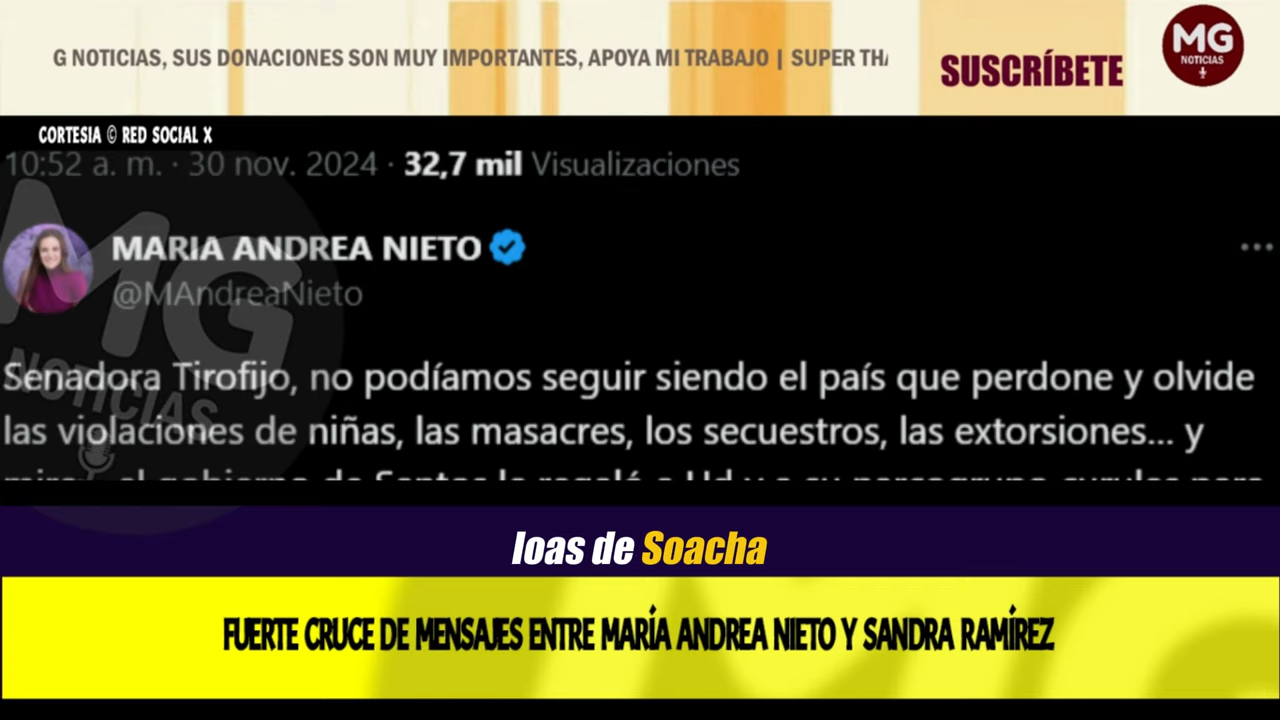 G NOTICIAS, SUS DONACIONES SON MUY IMPORTANTES, APOYA MI TRABAJO | SUPER THA
SUSCRÍBETE
MG
NOTICIAS
CORTESIA © RED SOCIAL X
10:52 a. m. · 30 nov. 2024 · 32,7 mil Visualizaciones
MARIA ANDREA NIETO
@MAndreaNieto
MG
NOTICIAS
Senadora Tirofijo, no podíamos seguir siendo el país que perdone y olvide
las violaciones de niñas, las masacres, los secuestros, las extorsiones... y
loas de Soacha
FUERTE CRUCE DE MENSAJES ENTRE MARÍA ANDREA NIETO Y SANDRA RAMÍREZ